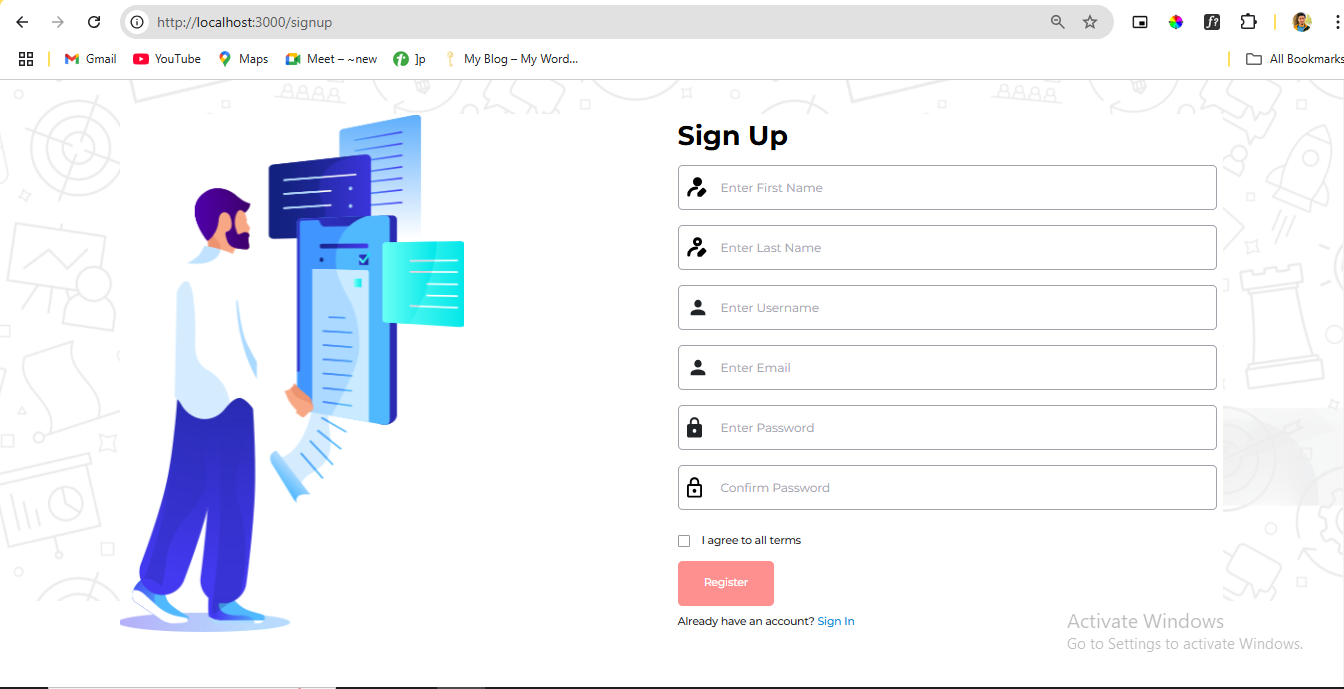 http://localhost:3000/signup
Gmail YouTube Maps Meet – ~new ]p My Blog – My Word... All Bookmarks
Sign Up
Enter First Name
Enter Last Name
Enter Username
Enter Email
Enter Password
Confirm Password
I agree to all terms
Register
Already have an account? Sign In
Activate Windows
Go to Settings to activate Windows.